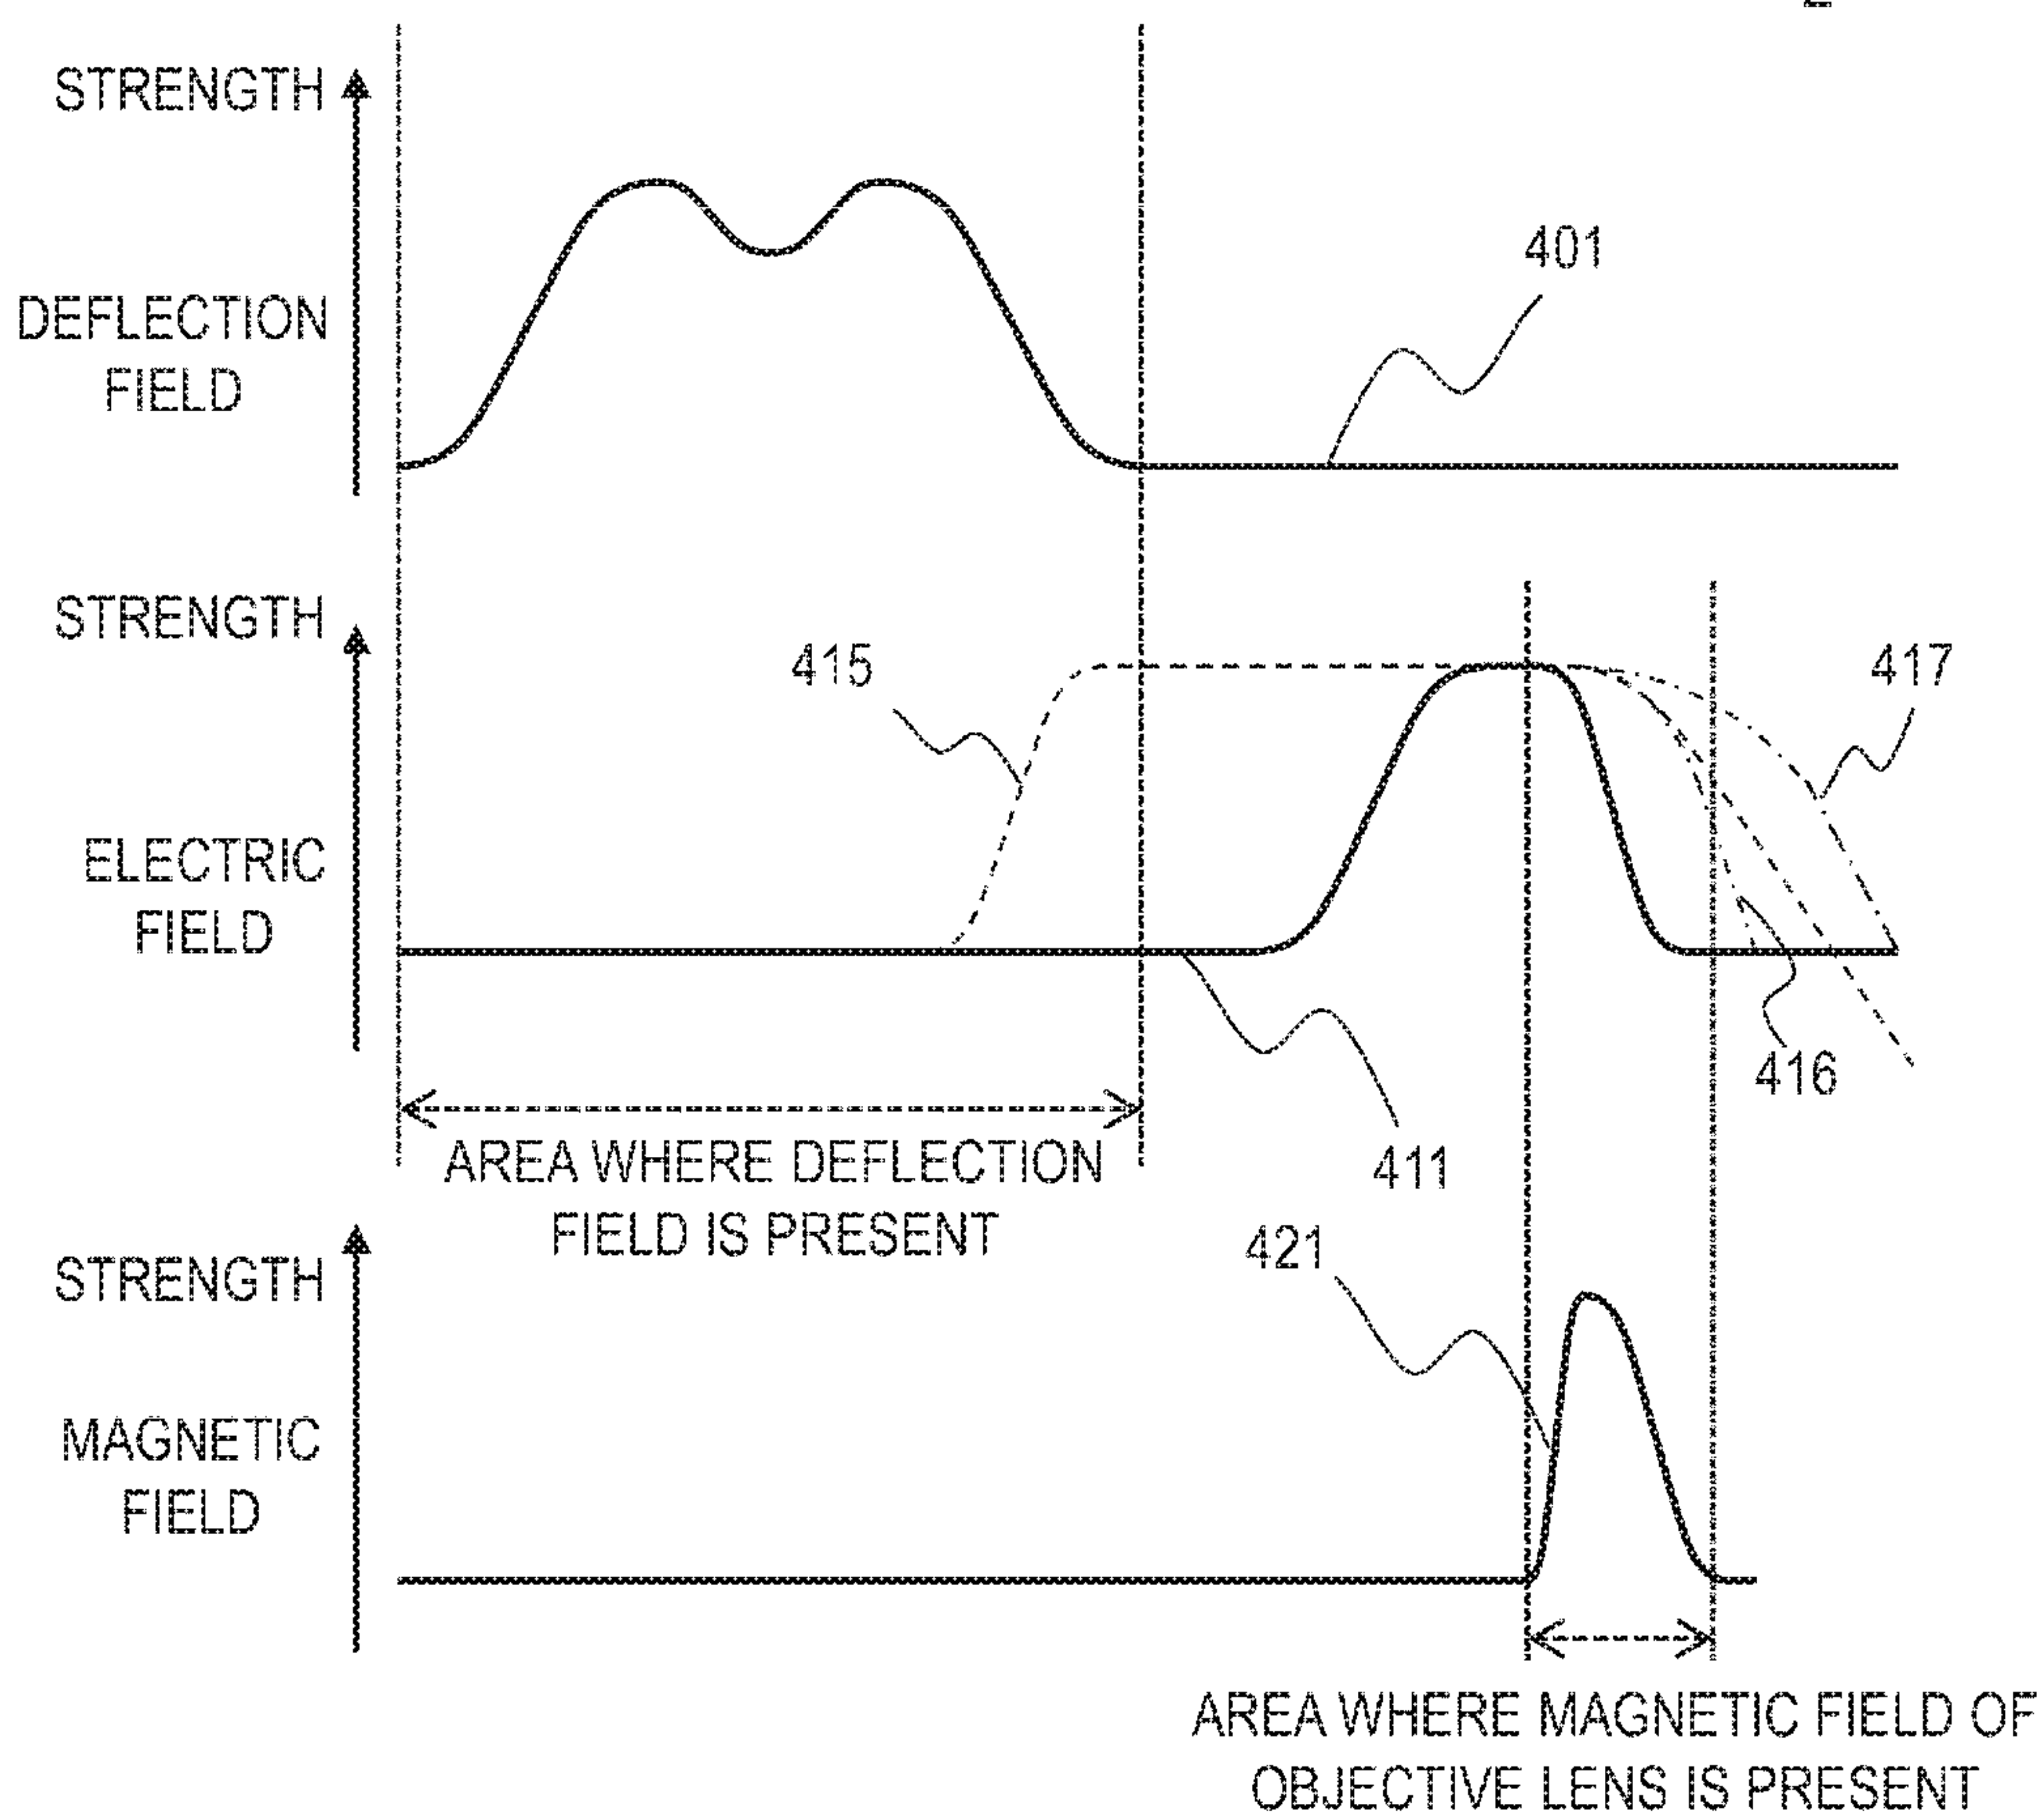 STRENGTH
DEFLECTION
FIELD
401
STRENGTH
415
417
ELECTRIC
FIELD
416
411
AREA WHERE DEFLECTION
FIELD IS PRESENT
STRENGTH
421
MAGNETIC
FIELD
AREA WHERE MAGNETIC FIELD OF
OBJECTIVE LENS IS PRESENT